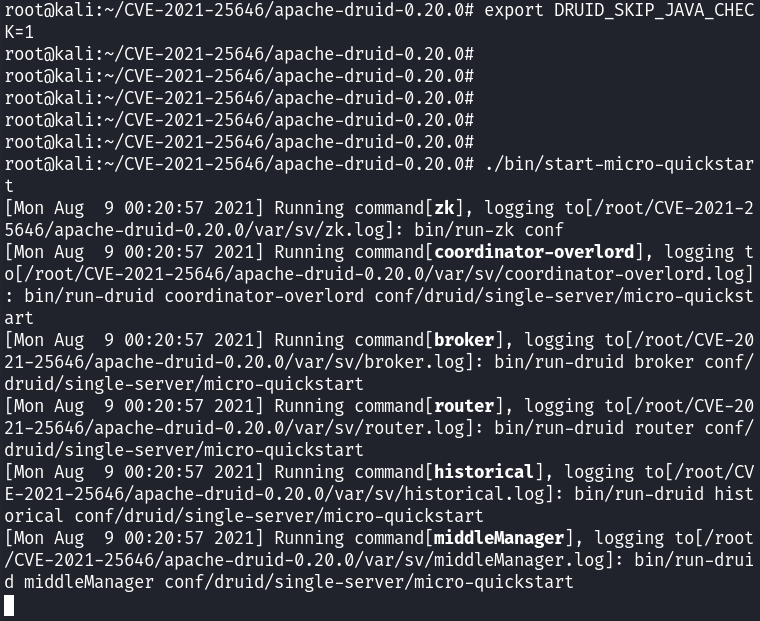 root@kali:~/CVE-2021-25646/apache-druid-0.20.0# export DRUID_SKIP_JAVA_CHEC
K=1
root@kali:~/CVE-2021-25646/apache-druid-0.20.0#
root@kali:~/CVE-2021-25646/apache-druid-0.20.0#
root@kali:~/CVE-2021-25646/apache-druid-0.20.0#
root@kali:~/CVE-2021-25646/apache-druid-0.20.0#
root@kali:~/CVE-2021-25646/apache-druid-0.20.0#
root@kali:~/CVE-2021-25646/apache-druid-0.20.0# ./bin/start-micro-quickstar
t
[Mon Aug  9 00:20:57 2021] Running command[zk], logging to[/root/CVE-2021-2
5646/apache-druid-0.20.0/var/sv/zk.log]: bin/run-zk conf
[Mon Aug  9 00:20:57 2021] Running command[coordinator-overlord], logging t
o[/root/CVE-2021-25646/apache-druid-0.20.0/var/sv/coordinator-overlord.log]
: bin/run-druid coordinator-overlord conf/druid/single-server/micro-quickst
art
[Mon Aug  9 00:20:57 2021] Running command[broker], logging to[/root/CVE-20
21-25646/apache-druid-0.20.0/var/sv/broker.log]: bin/run-druid broker conf/
druid/single-server/micro-quickstart
[Mon Aug  9 00:20:57 2021] Running command[router], logging to[/root/CVE-20
21-25646/apache-druid-0.20.0/var/sv/router.log]: bin/run-druid router conf/
druid/single-server/micro-quickstart
[Mon Aug  9 00:20:57 2021] Running command[historical], logging to[/root/CV
E-2021-25646/apache-druid-0.20.0/var/sv/historical.log]: bin/run-druid hist
orical conf/druid/single-server/micro-quickstart
[Mon Aug  9 00:20:57 2021] Running command[middleManager], logging to[/root
/CVE-2021-25646/apache-druid-0.20.0/var/sv/middleManager.log]: bin/run-drui
d middleManager conf/druid/single-server/micro-quickstart